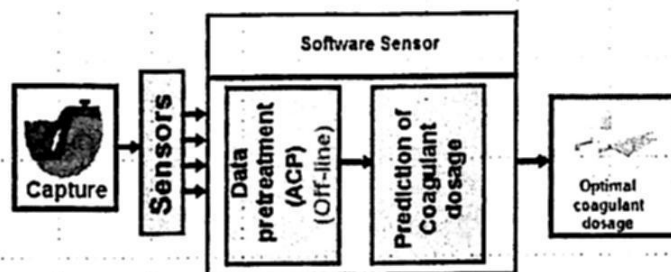 Software Sensor
Capture
Sensors
Data
pretreatment
(ACP)
(Off-line)
Prediction of
Coagulant
dosage
Optimal
coagulant
dosage